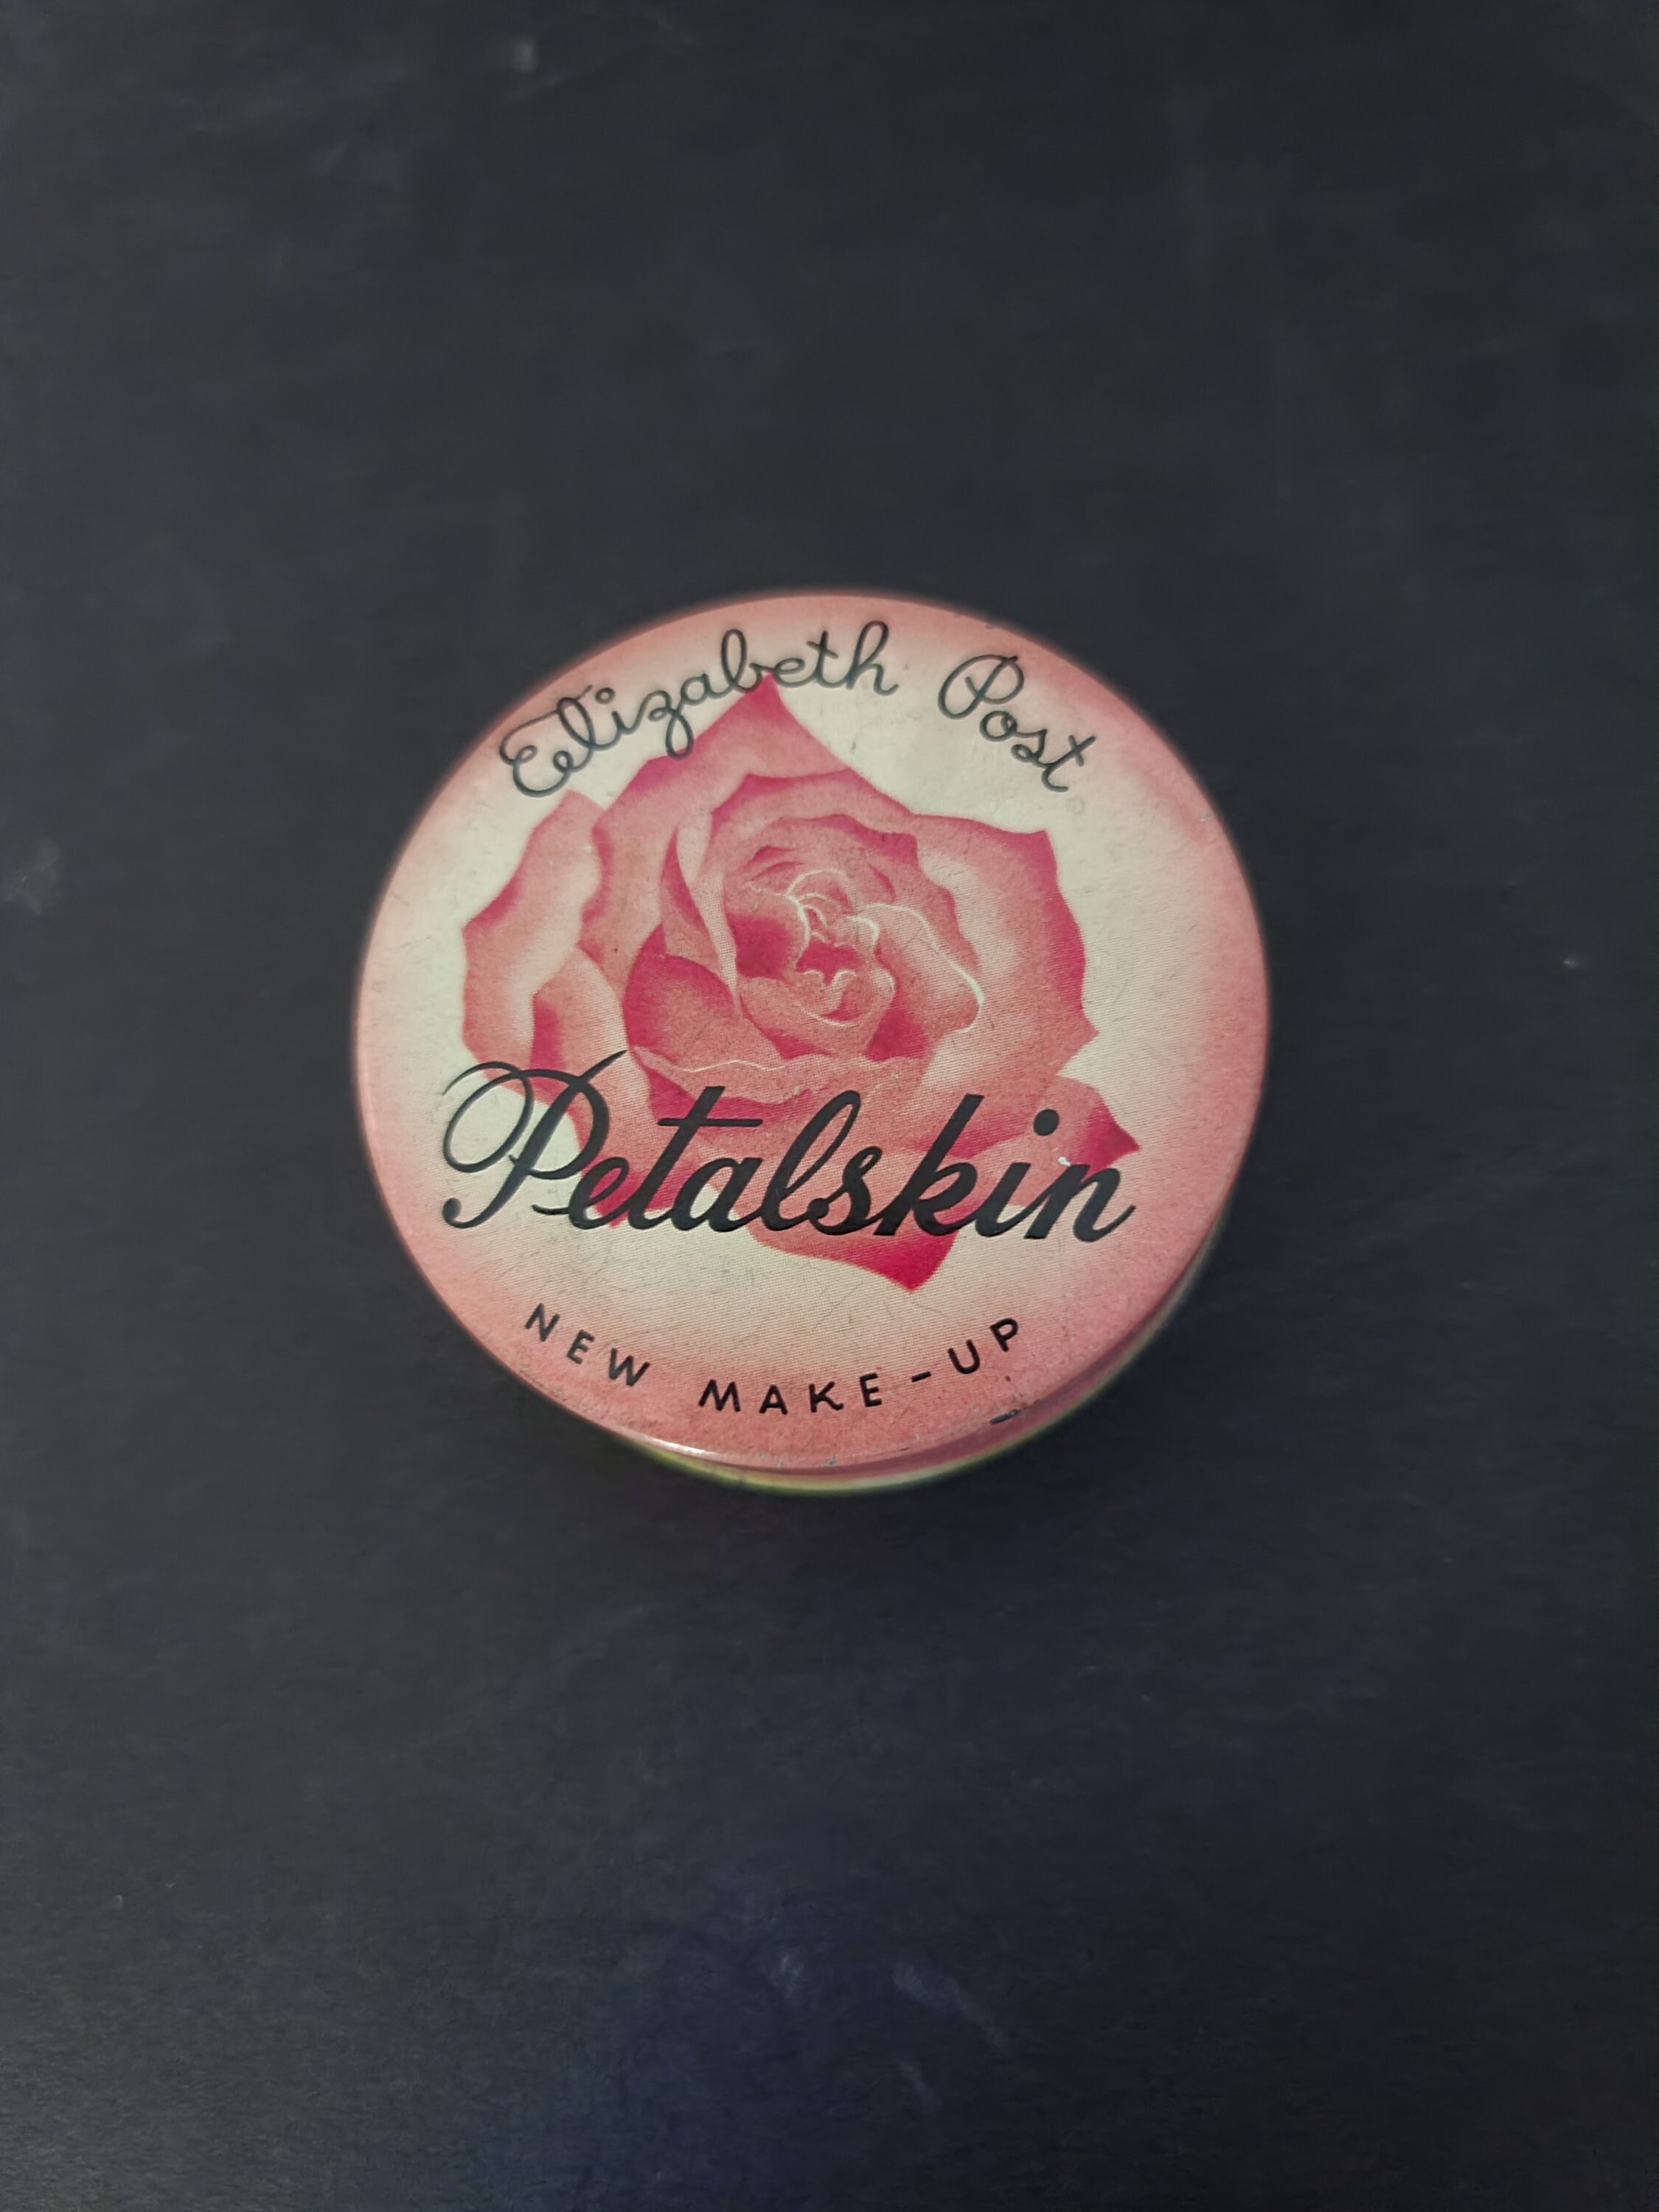 Elizabeth Post
Petalskin
NEW MAKE-UP